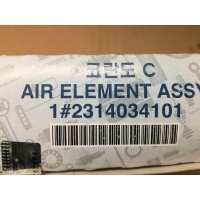 코란도 C
AIR ELEMENT ASSY
1#2314034101